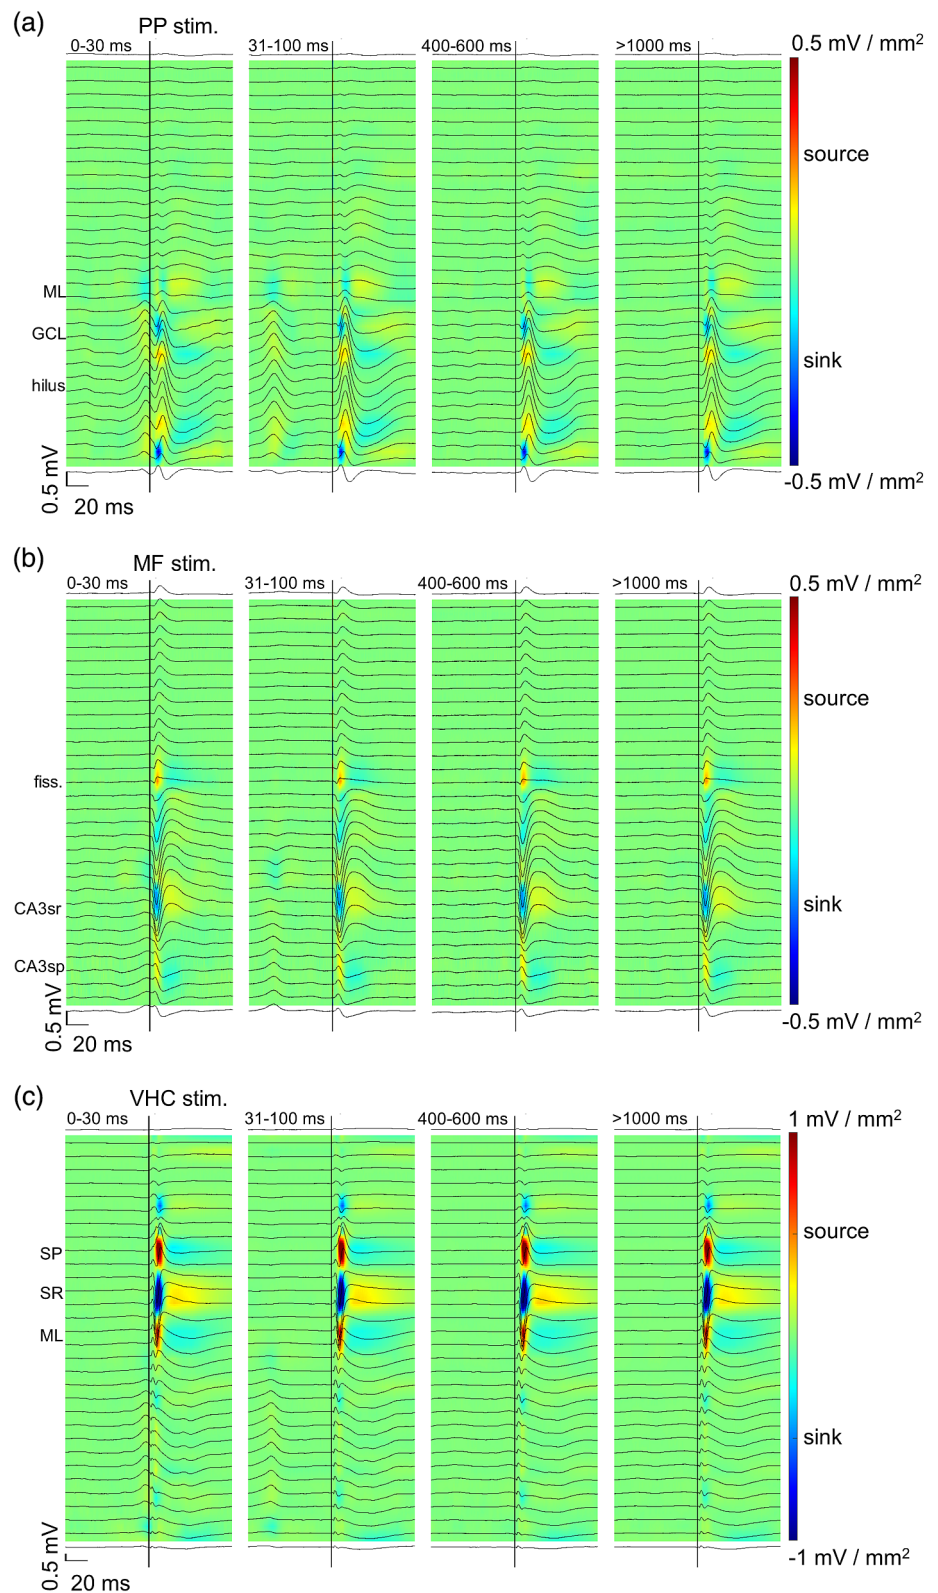 (a)
PP stim.
0-30 ms
31-100 ms
400-600 ms
>1000 ms
0.5 mV / mm²
source
ML
GCL
sink
hilus
0.5 mV
20 ms
-0.5 mV / mm²
(b)
MF stim.
0-30 ms
31-100 ms
400-600 ms
>1000 ms
0.5 mV / mm²
source
fiss.
CA3sr
sink
CA3sp
0.5 mV
20 ms
-0.5 mV / mm²
(c)
VHC stim.
0-30 ms
31-100 ms
400-600 ms
>1000 ms
1 mV / mm²
source
SP
SR
ML
sink
0.5 mV
20 ms
-1 mV / mm²